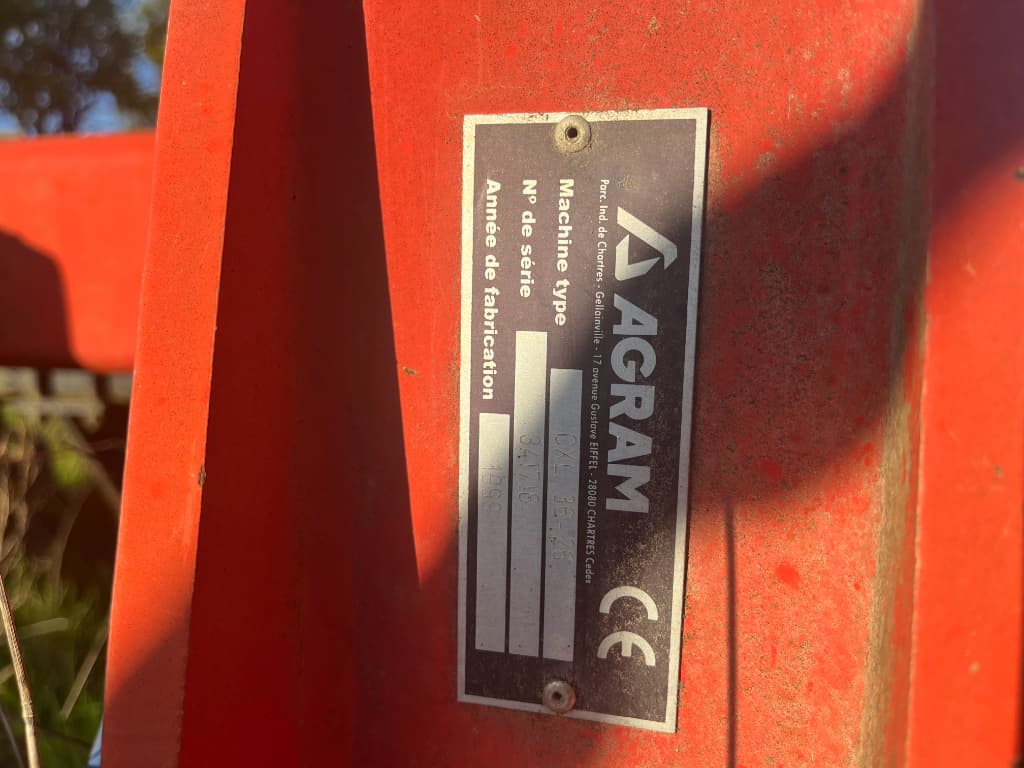 AGRAM
Parc. Ind. de Chartres - Gellainville - 17 avenue Gustave EIFFEL - 28080 CHARTRES Cedex
CE
Machine type
N° de série
Année de fabrication